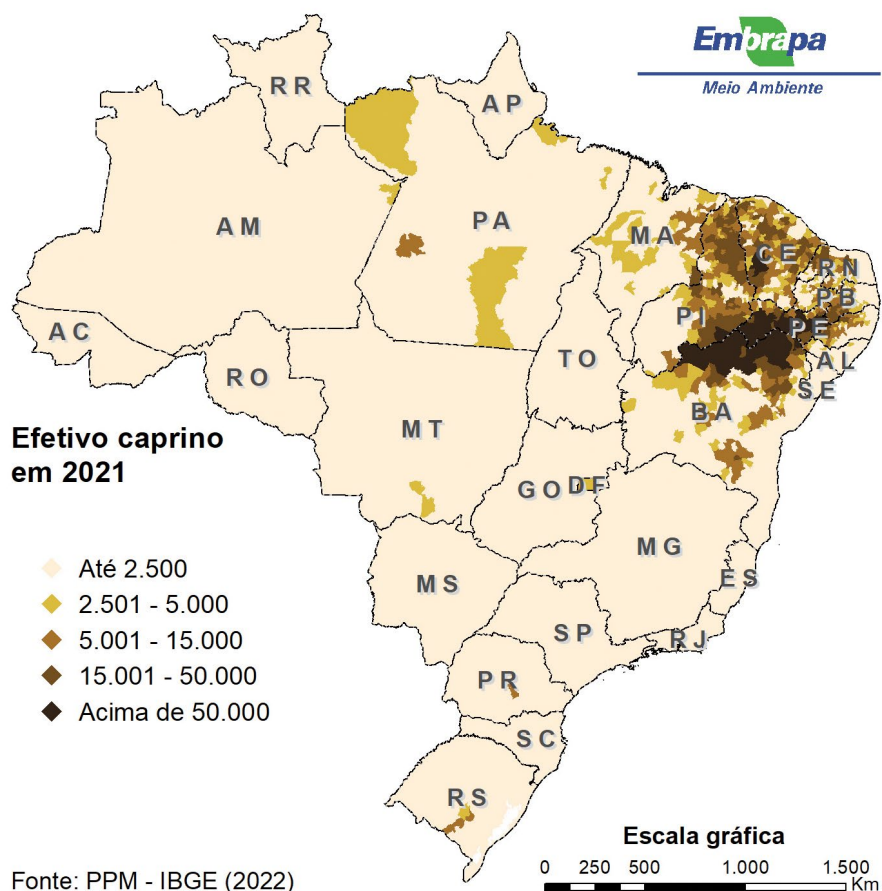 Embrapa
Meio Ambiente
RR
AP
AM
PA
MA
CE
RN
PB
PI
PE
AC
AL
TO
SE
RO
BA
MT
Efetivo caprino
em 2021
GO
DF
MG
Até 2.500
ES
MS
2.501 - 5.000
SP
5.001 - 15.000
RJ
15.001 - 50.000
PR
Acima de 50.000
SC
RS
Escala gráfica
0 250 500 1.000 1.500
Km
Fonte: PPM - IBGE (2022)